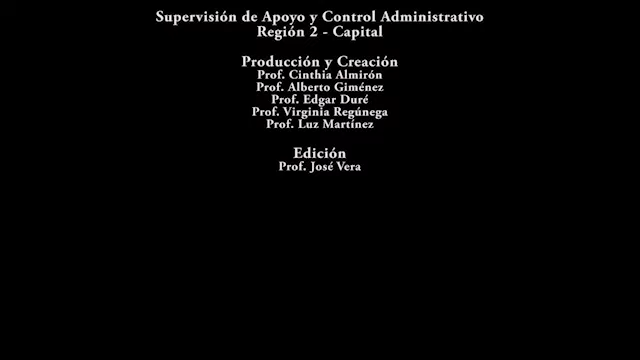 Supervisión de Apoyo y Control Administrativo
Región 2 - Capital
Producción y Creación
Prof. Cinthia Almirón
Prof. Alberto Giménez
Prof. Edgar Duré
Prof. Virginia Regúnega
Prof. Luz Martínez
Edición
Prof. José Vera